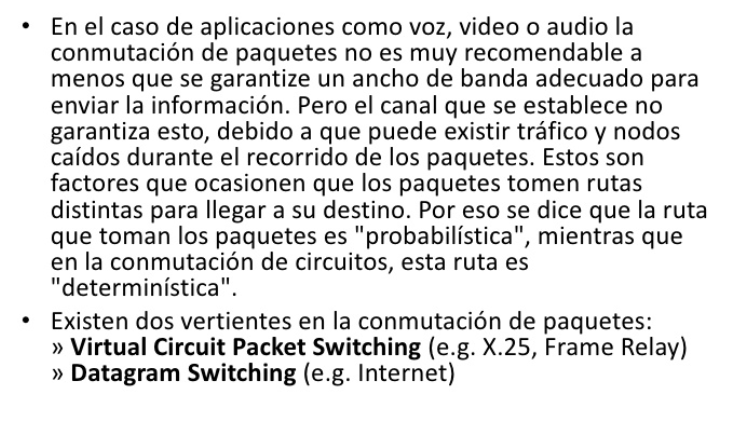 • En el caso de aplicaciones como voz, video o audio la
conmutación de paquetes no es muy recomendable a
menos que se garantize un ancho de banda adecuado para
enviar la información. Pero el canal que se establece no
garantiza esto, debido a que puede existir tráfico y nodos
caídos durante el recorrido de los paquetes. Estos son
factores que ocasionen que los paquetes tomen rutas
distintas para llegar a su destino. Por eso se dice que la ruta
que toman los paquetes es "probabilística", mientras que
en la conmutación de circuitos, esta ruta es
"determinística".
• Existen dos vertientes en la conmutación de paquetes:
» Virtual Circuit Packet Switching (e.g. X.25, Frame Relay)
» Datagram Switching (e.g. Internet)